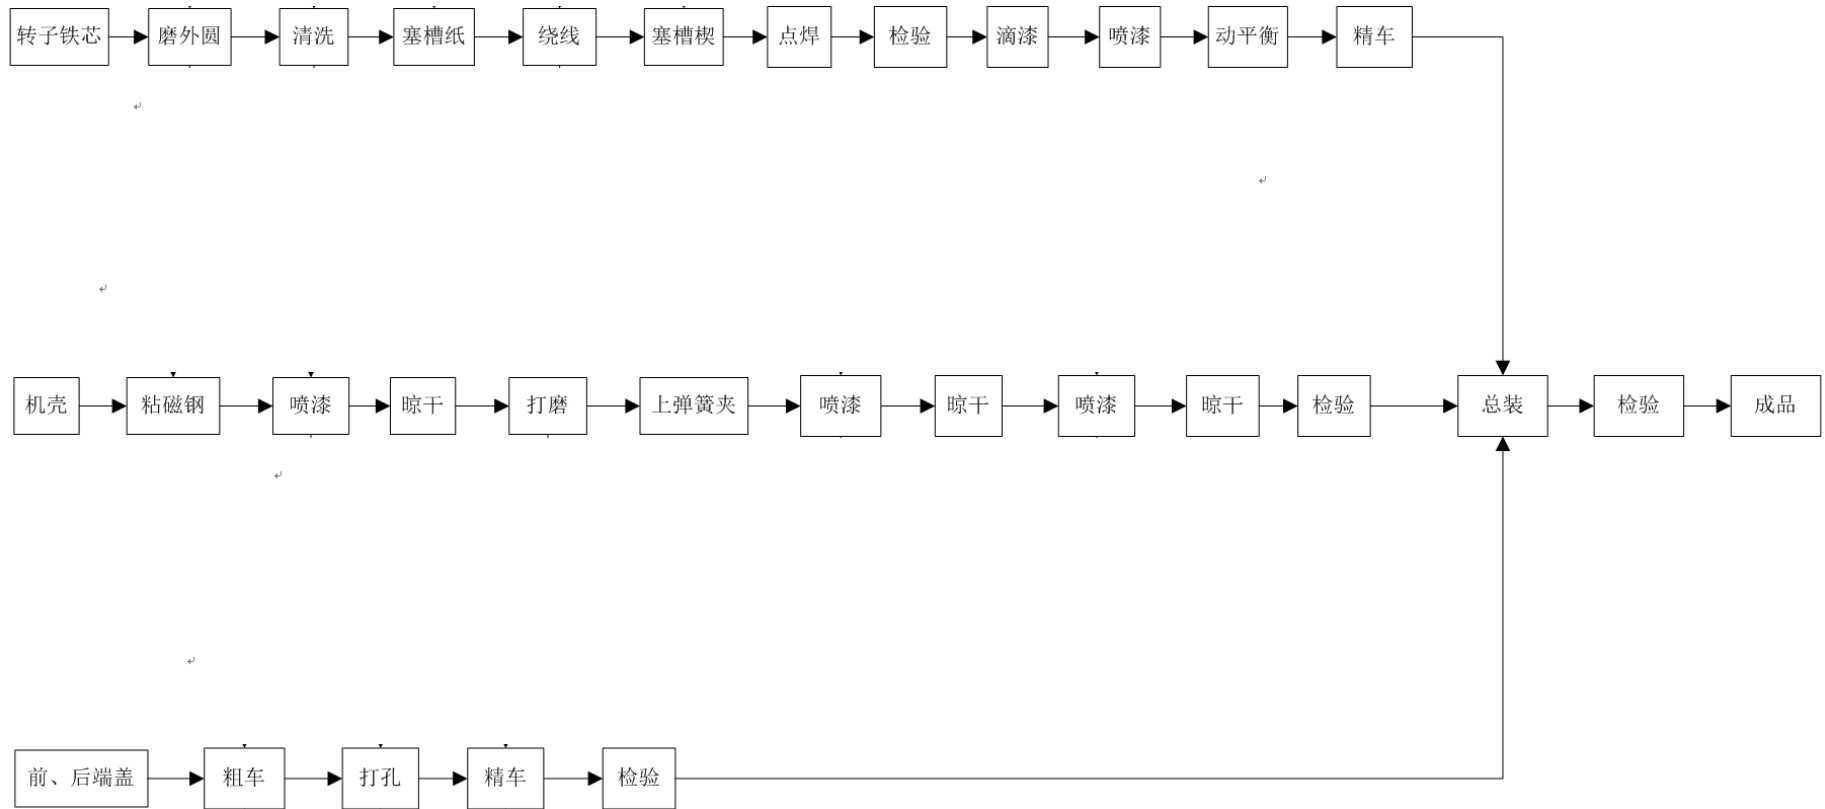 转子铁芯 磨外圆 清洗 塞槽纸 绕线 塞槽楔 点焊 检验 滴漆 喷漆 动平衡 精车
机壳 粘磁钢 喷漆 晾干 打磨 上弹簧夹 喷漆 晾干 喷漆 晾干 检验 总装 检验 成品
前、后端盖 粗车 打孔 精车 检验